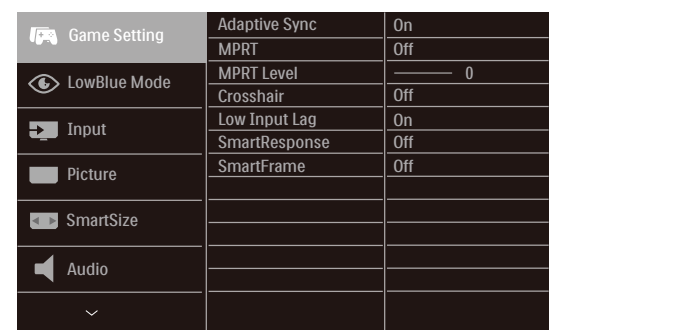 Game Setting
LowBlue Mode
Input
Picture
SmartSize
Audio
Adaptive Sync On
MPRT Off
MPRT Level 0
Crosshair Off
Low Input Lag On
SmartResponse Off
SmartFrame Off